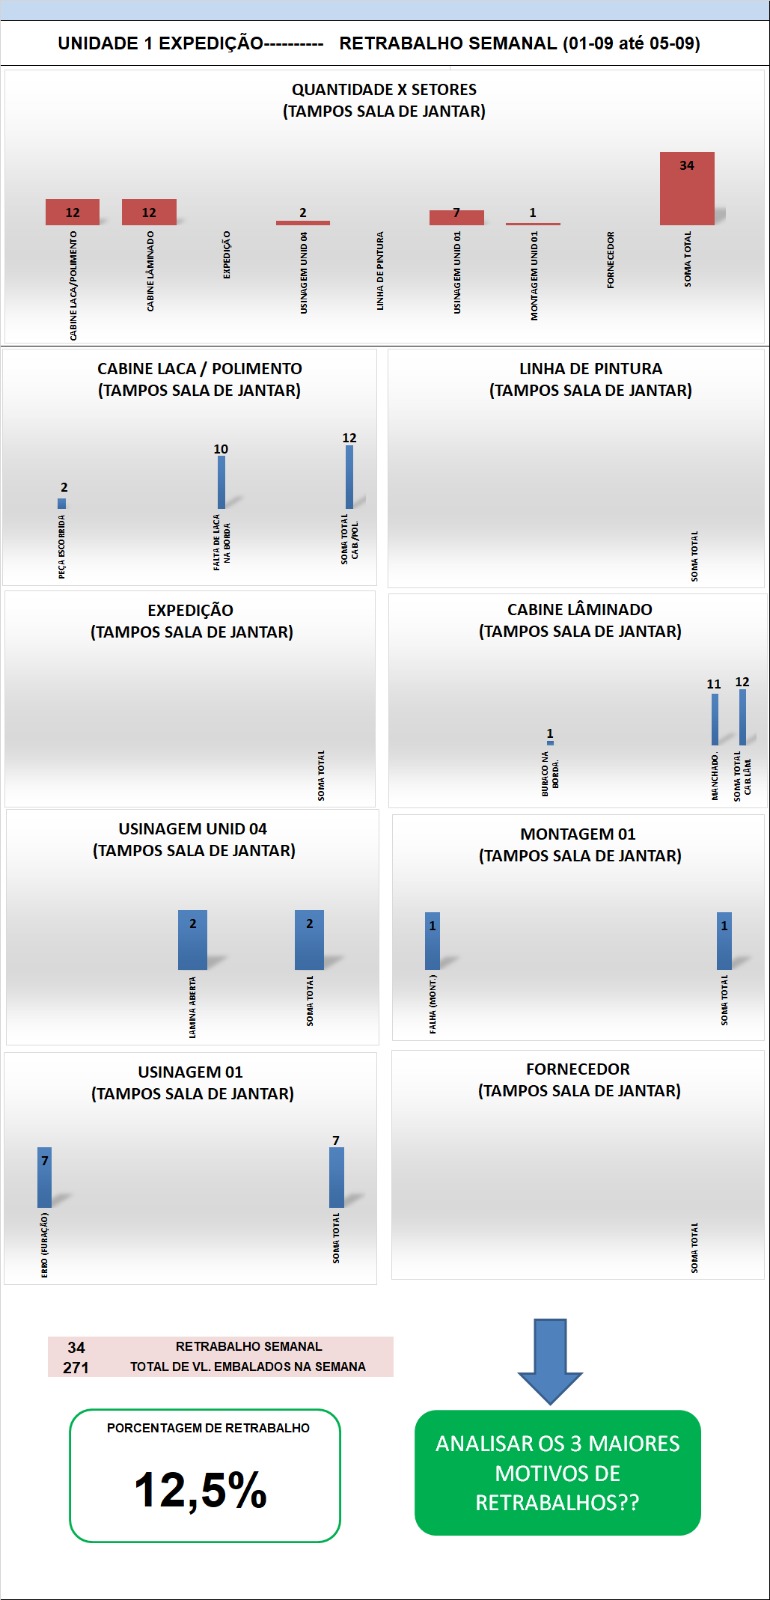 UNIDADE 1 EXPEDIÇÃO---------- RETRABALHO SEMANAL (01-09 até 05-09)
QUANTIDADE X SETORES
(TAMPOS SALA DE JANTAR)
12
12
2
7
1
34
CABINE LACA/POLIMENTO
CABINE LÂMINADO
EXPEDIÇÃO
USINAGEM UNID 04
LINHA DE PINTURA
USINAGEM UNID 01
MONTAGEM UNID 01
FORNECEDOR
SOMA TOTAL
CABINE LACA / POLIMENTO
(TAMPOS SALA DE JANTAR)
2
10
12
PEÇA ESCORRIDA
FALTA DE LACA
NA BORDA
SOMA TOTAL
CAB./POL.
LINHA DE PINTURA
(TAMPOS SALA DE JANTAR)
SOMA TOTAL
EXPEDIÇÃO
(TAMPOS SALA DE JANTAR)
SOMA TOTAL
CABINE LÂMINADO
(TAMPOS SALA DE JANTAR)
1
11
12
BURACO NA
BORDA.
MANCHADO.
SOMA TOTAL
CAB LÂM.
USINAGEM UNID 04
(TAMPOS SALA DE JANTAR)
2
2
LAMINA ABERTA
SOMA TOTAL
MONTAGEM 01
(TAMPOS SALA DE JANTAR)
1
1
FALHA (MONT.)
SOMA TOTAL
USINAGEM 01
(TAMPOS SALA DE JANTAR)
7
7
ERRO (FURAÇÃO)
SOMA TOTAL
FORNECEDOR
(TAMPOS SALA DE JANTAR)
SOMA TOTAL
34 RETRABALHO SEMANAL
271 TOTAL DE VL. EMBALADOS NA SEMANA
PORCENTAGEM DE RETRABALHO
12,5%
ANALISAR OS 3 MAIORES
MOTIVOS DE
RETRABALHOS??